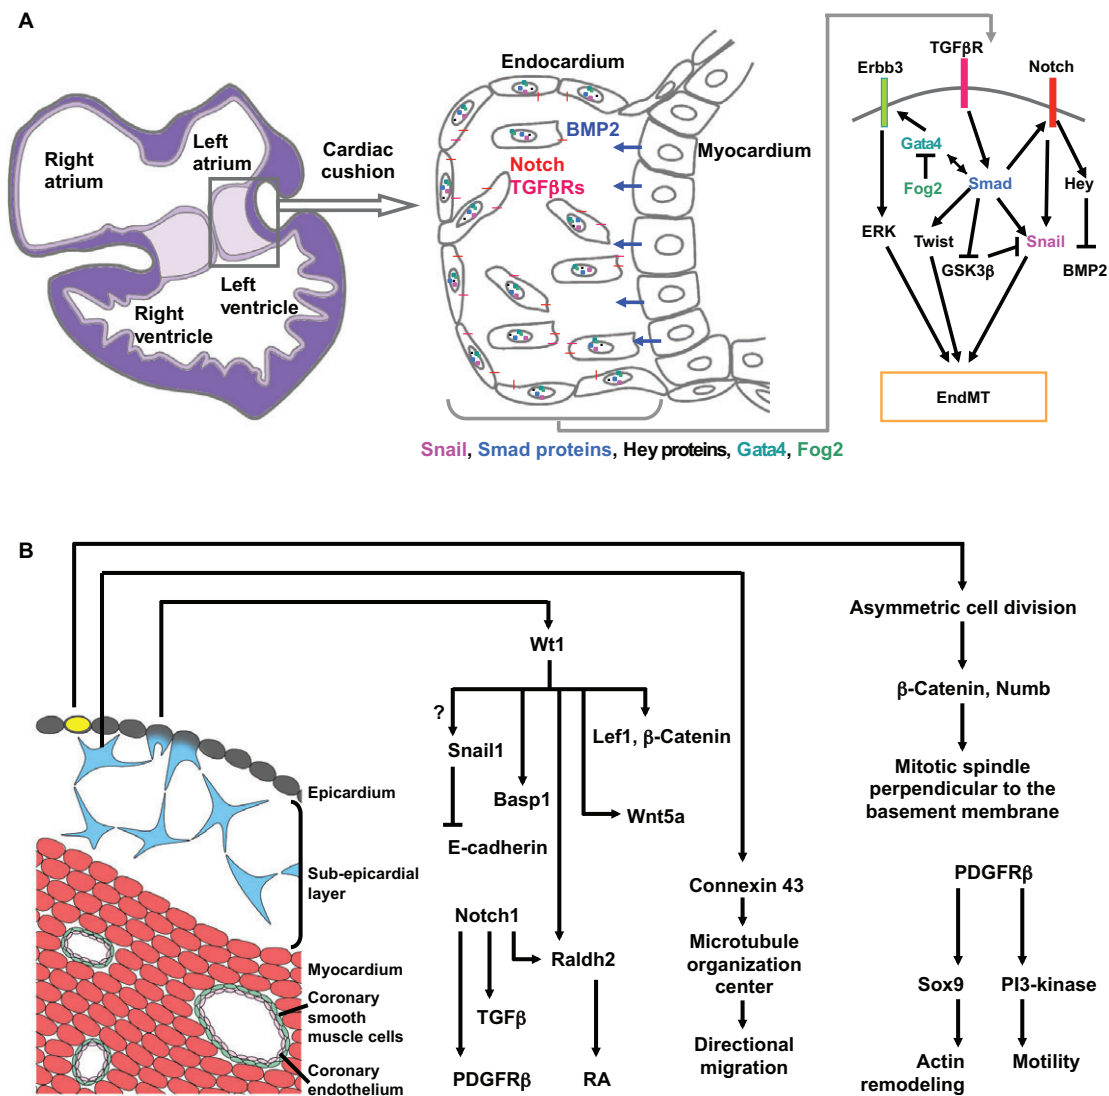 A
Right
atrium
Left
atrium
Right
ventricle
Left
ventricle
Cardiac
cushion
Endocardium
BMP2
Notch
TGFβRs
Myocardium
Snail, Smad proteins, Hey proteins, Gata4, Fog2
TGFβR
Erbb3
Notch
Gata4
Fog2
Smad
Hey
ERK
Twist
Snail
GSK3β
BMP2
EndMT
B
Epicardium
Sub-epicardial
layer
Myocardium
Coronary
smooth
muscle cells
Coronary
endothelium
Wt1
?
Snail1
Lef1, β-Catenin
Basp1
Wnt5a
E-cadherin
Notch1
Raldh2
TGFβ
PDGFRβ
RA
Connexin 43
Microtubule
organization
center
Directional
migration
Asymmetric cell division
β-Catenin, Numb
Mitotic spindle
perpendicular to the
basement membrane
PDGFRβ
Sox9
PI3-kinase
Actin
remodeling
Motility